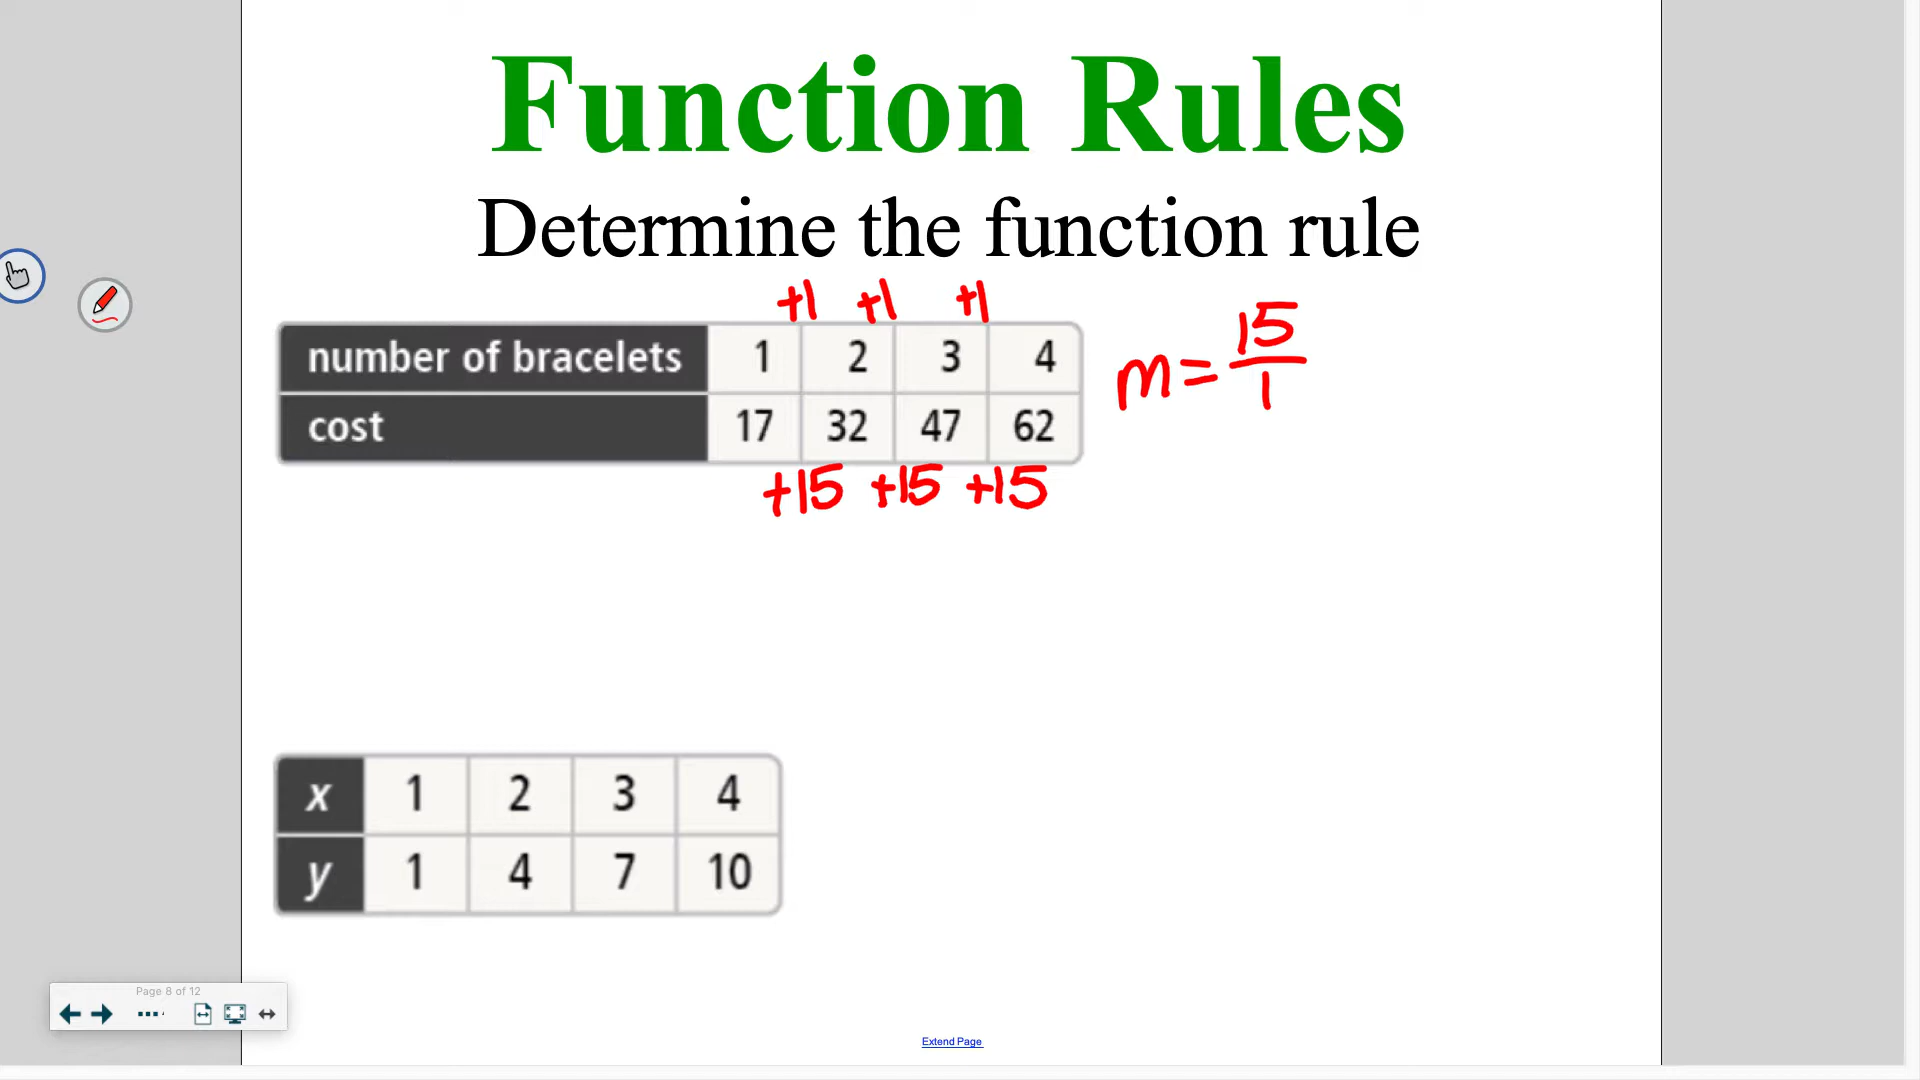 Function Rules
Determine the function rule
+1 +1 +1
number of bracelets 1 2 3 4
cost 17 32 47 62
m = 15/1
+15 +15 +15
x 1 2 3 4
y 1 4 7 10
Page 8 of 12
Extend Page